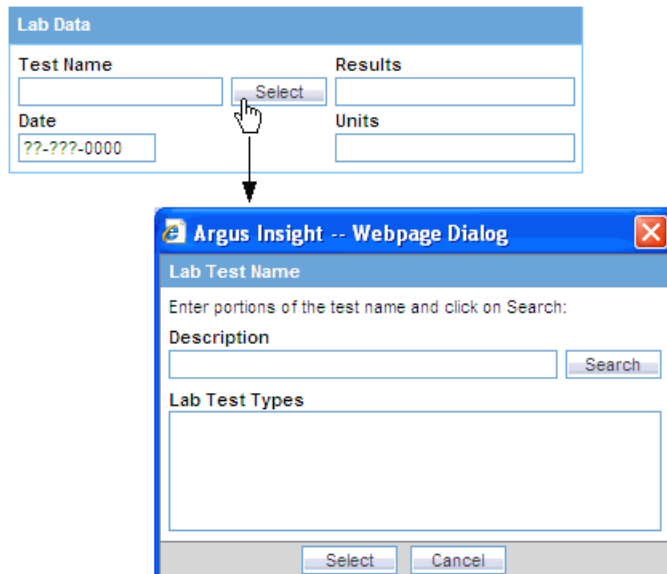 Lab Data
Test Name
Select
Results
Date
Units
??-???-0000
Argus Insight -- Webpage Dialog
Lab Test Name
Enter portions of the test name and click on Search:
Description
Search
Lab Test Types
Select
Cancel